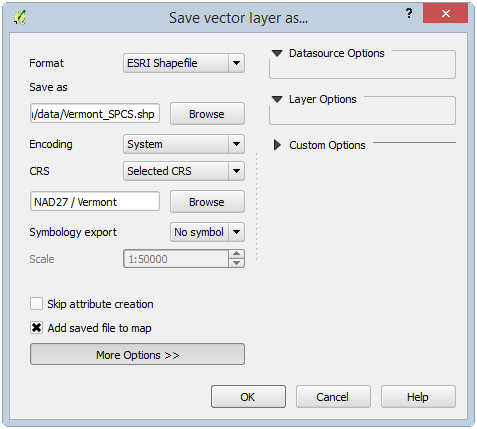 Save vector layer as...
?
Format
ESRI Shapefile
Save as
/data/Vermont_SPCS.shp
Browse
Encoding
System
CRS
Selected CRS
NAD27 / Vermont
Browse
Symbology export
No symbol
Scale
1:50000
Skip attribute creation
Add saved file to map
More Options >>
Datasource Options
Layer Options
Custom Options
OK
Cancel
Help